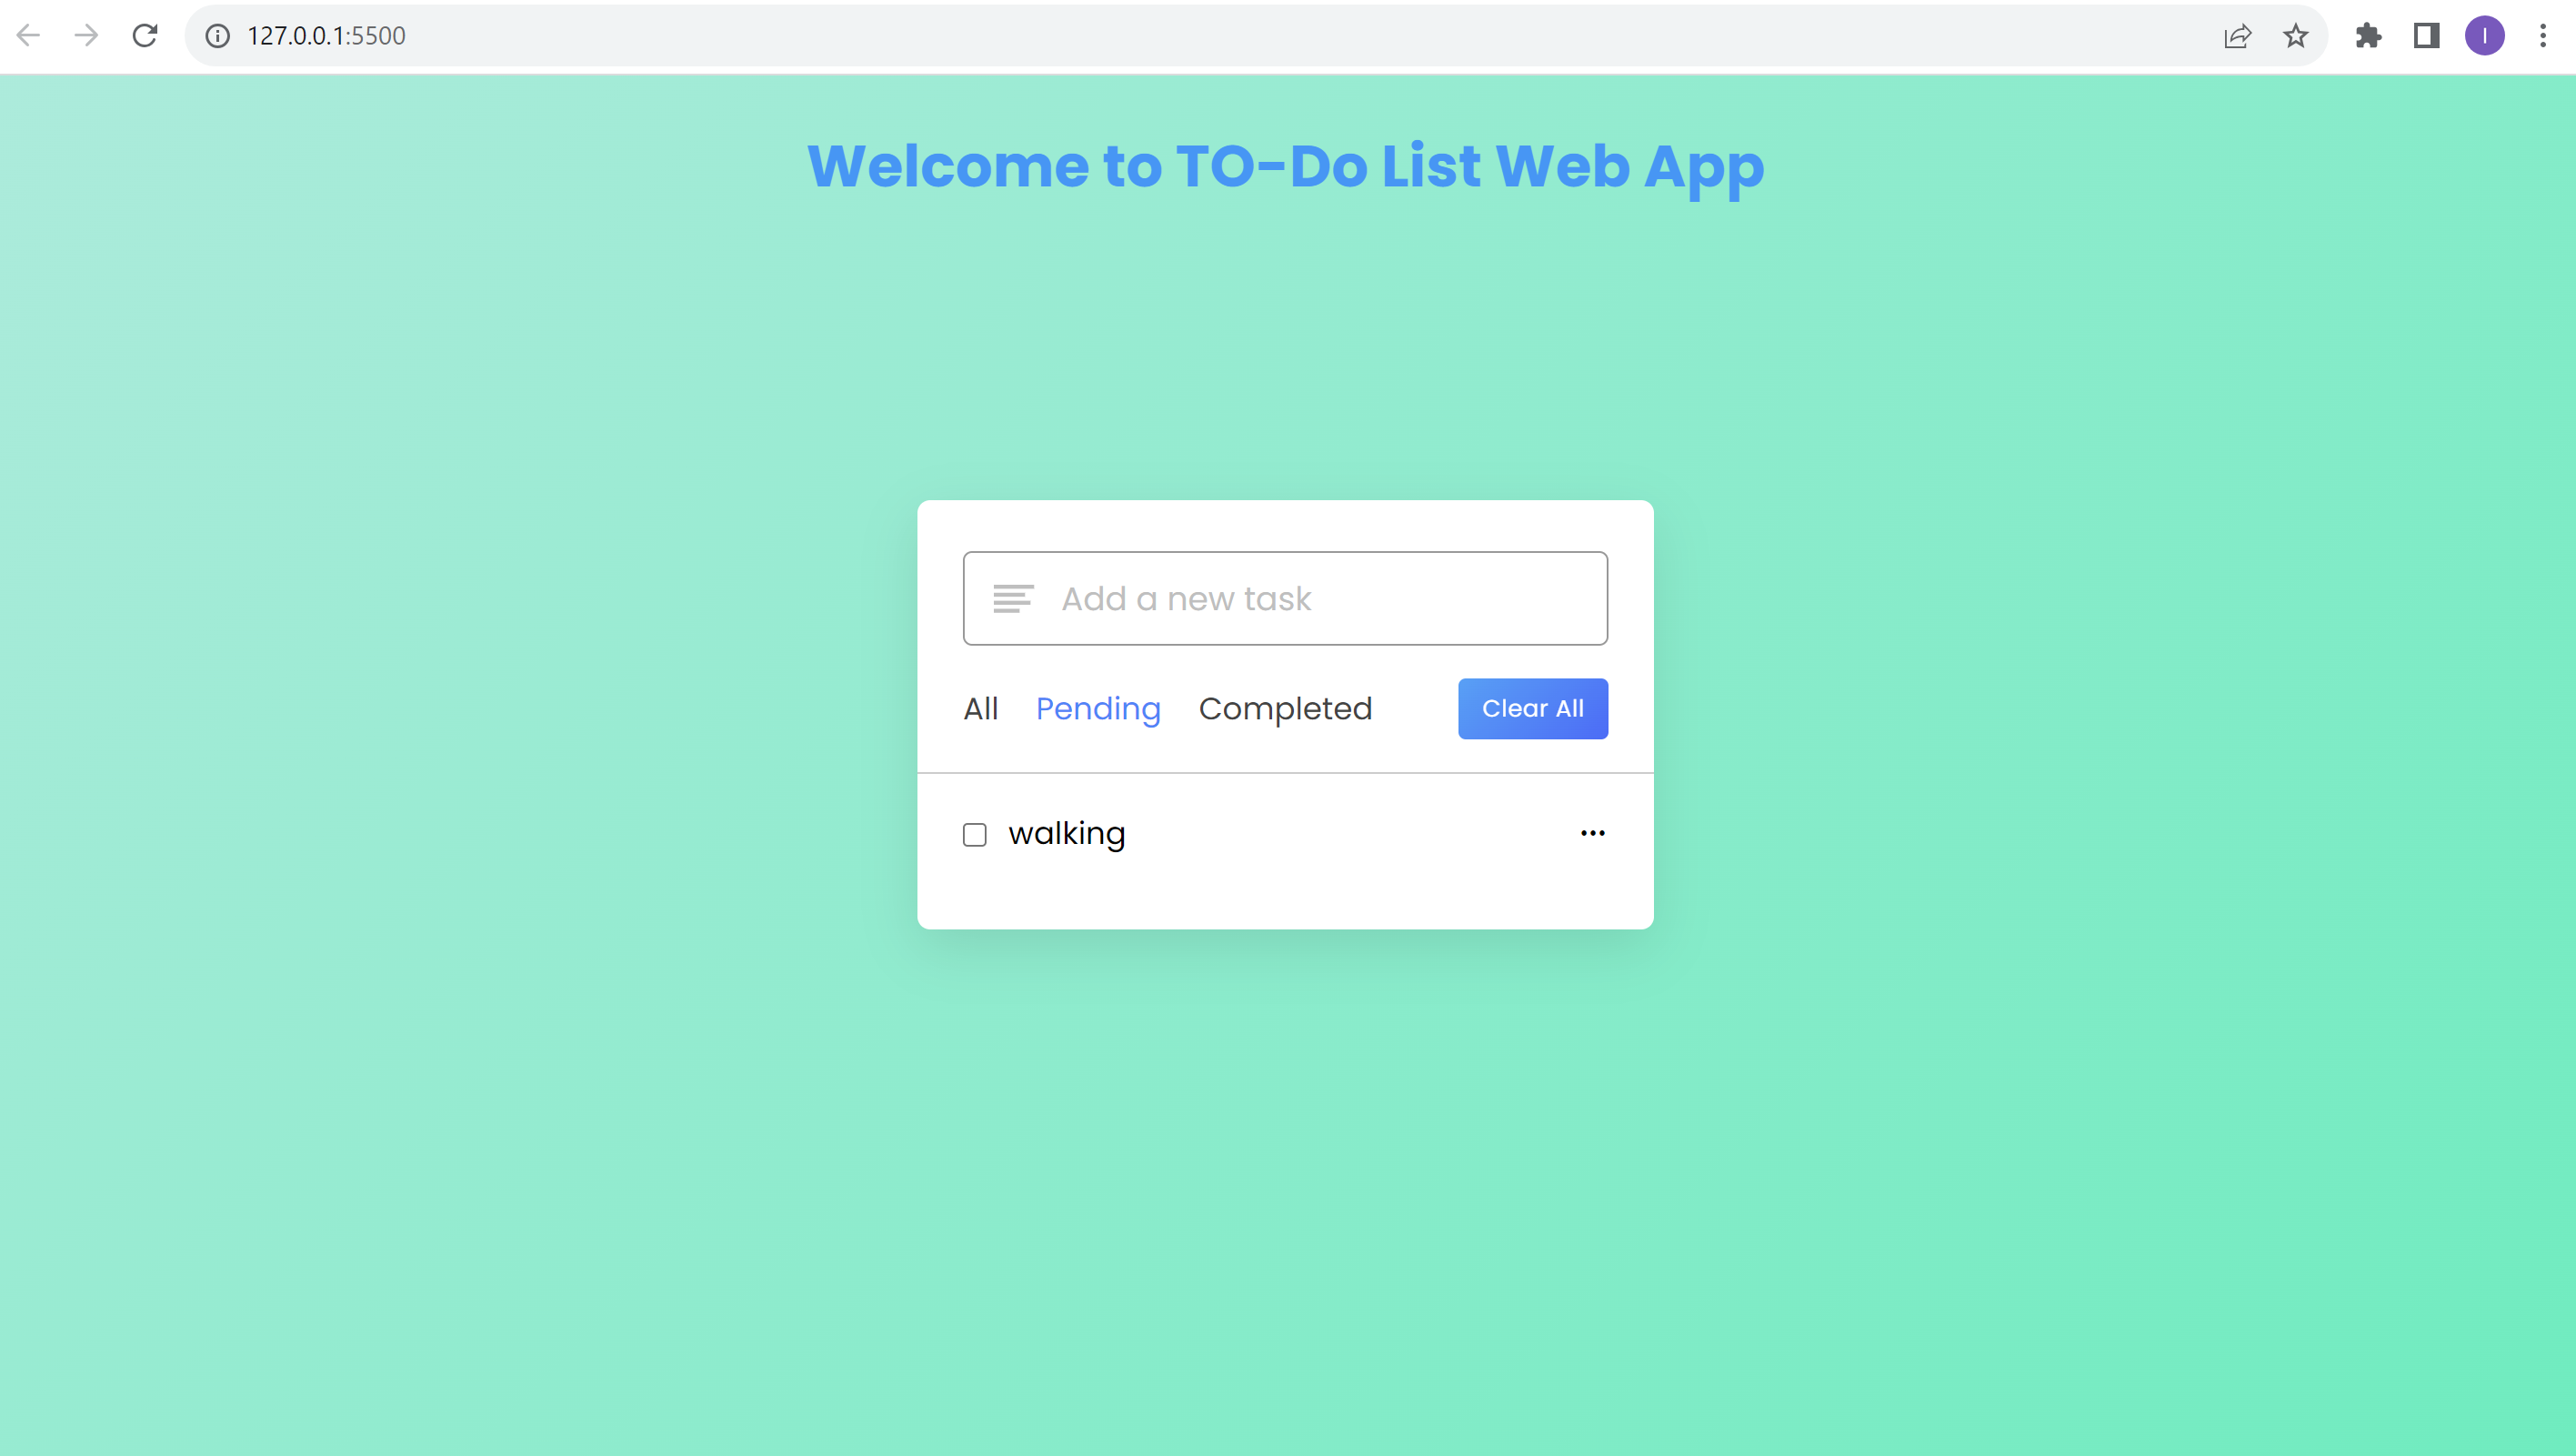 127.0.0.1:5500
I
Welcome to TO-Do List Web App
Add a new task
All Pending Completed Clear All
walking